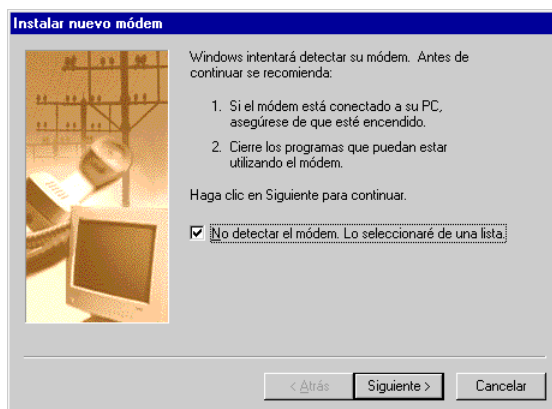 Instalar nuevo módem
Windows intentará detectar su módem. Antes de
continuar se recomienda:
1. Si el módem está conectado a su PC,
asegúrese de que esté encendido.
2. Cierre los programas que puedan estar
utilizando el módem.
Haga clic en Siguiente para continuar.
No detectar el módem. Lo seleccionaré de una lista.
< Atrás Siguiente > Cancelar